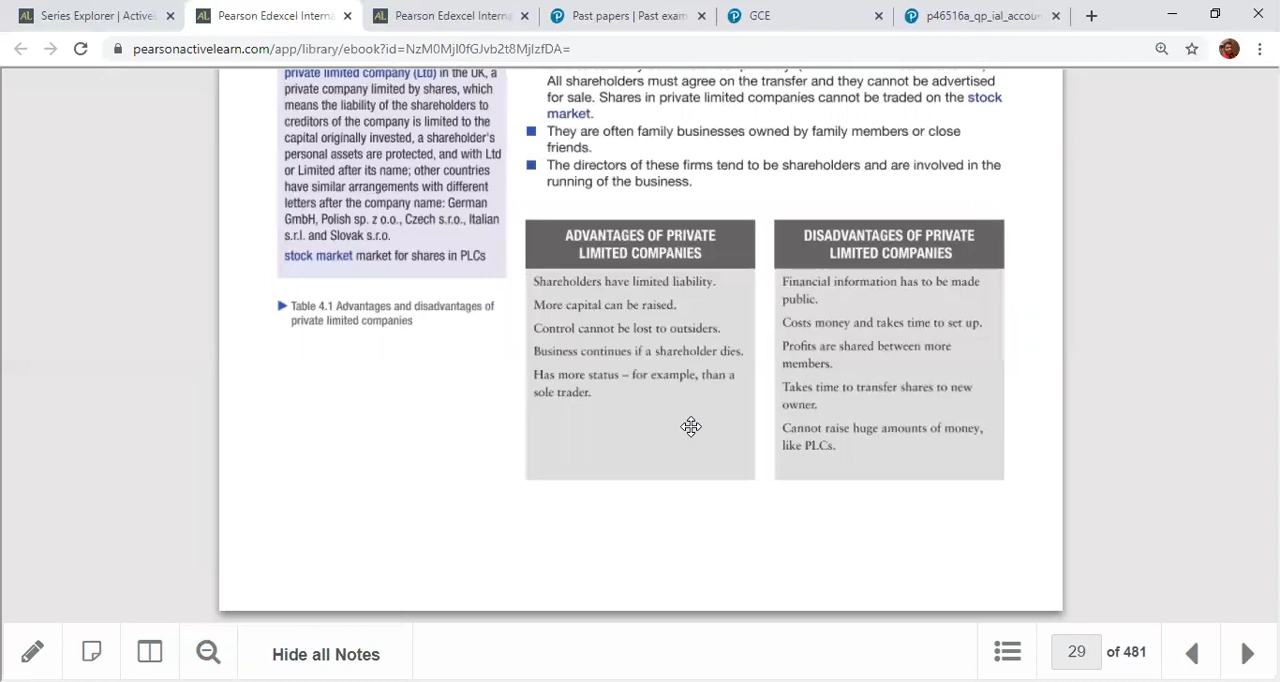 Series Explorer | Active
Pearson Edexcel Interna
Pearson Edexcel Interna
Past papers | Past exam
GCE
p46516a_qp_ial_accoun
pearsonactivelearn.com/app/library/ebook?id=NzM0MjI0fGJvb2t8MjIzfDA=
private limited company (Ltd) in the UK, a
private company limited by shares, which
means the liability of the shareholders to
creditors of the company is limited to the
capital originally invested, a shareholder's
personal assets are protected, and with Ltd
or Limited after its name; other countries
have similar arrangements with different
letters after the company name: German
GmbH, Polish sp. z o.o., Czech s.r.o., Italian
s.r.l. and Slovak s.r.o.
stock market market for shares in PLCs
Table 4.1 Advantages and disadvantages of
private limited companies
All shareholders must agree on the transfer and they cannot be advertised
for sale. Shares in private limited companies cannot be traded on the stock
market.
They are often family businesses owned by family members or close
friends.
The directors of these firms tend to be shareholders and are involved in the
running of the business.
ADVANTAGES OF PRIVATE
LIMITED COMPANIES
Shareholders have limited liability.
More capital can be raised.
Control cannot be lost to outsiders.
Business continues if a shareholder dies.
Has more status – for example, than a
sole trader.
DISADVANTAGES OF PRIVATE
LIMITED COMPANIES
Financial information has to be made
public.
Costs money and takes time to set up.
Profits are shared between more
members.
Takes time to transfer shares to new
owner.
Cannot raise huge amounts of money,
like PLCs.
Hide all Notes
29
of 481